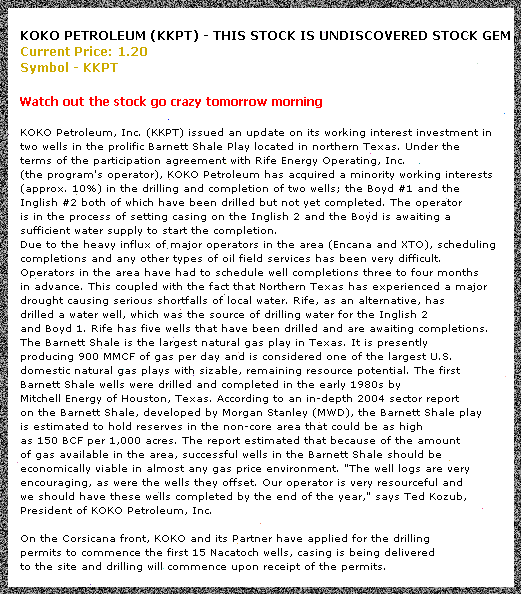 KOKO PETROLEUM (KKPT) - THIS STOCK IS UNDISCOVERED STOCK GEM
Current Price: 1.20
Symbol - KKPT
Watch out the stock go crazy tomorrow morning
KOKO Petroleum, Inc. (KKPT) issued an update on its working interest investment in
two wells in the prolific Barnett Shale Play located in northern Texas. Under the
terms of the participation agreement with Rife Energy Operating, Inc.
(the program's operator), KOKO Petroleum has acquired a minority working interests
(approx. 10%) in the drilling and completion of two wells; the Boyd #1 and the
Inglish #2 both of which have been drilled but not yet completed. The operator
is in the process of setting casing on the Inglish 2 and the Boyd is awaiting a
sufficient water supply to start the completion.
Due to the heavy influx of major operators in the area (Encana and XTO), scheduling
completions and any other types of oil field services has been very difficult.
Operators in the area have had to schedule well completions three to four months
in advance. This coupled with the fact that Northern Texas has experienced a major
drought causing serious shortfalls of local water. Rife, as an alternative, has
drilled a water well, which was the source of drilling water for the Inglish 2
and Boyd 1. Rife has five wells that have been drilled and are awaiting completions.
The Barnett Shale is the largest natural gas play in Texas. It is presently
producing 900 MMCF of gas per day and is considered one of the largest U.S.
domestic natural gas plays with sizable, remaining resource potential. The first
Barnett Shale wells were drilled and completed in the early 1980s by
Mitchell Energy of Houston, Texas. According to an in-depth 2004 sector report
on the Barnett Shale, developed by Morgan Stanley (MWD), the Barnett Shale play
is estimated to hold reserves in the non-core area that could be as high
as 150 BCF per 1,000 acres. The report estimated that because of the amount
of gas available in the area, successful wells in the Barnett Shale should be
economically viable in almost any gas price environment. "The well logs are very
encouraging, as were the wells they offset. Our operator is very resourceful and
we should have these wells completed by the end of the year," says Ted Kozub,
President of KOKO Petroleum, Inc.
On the Corsicana front, KOKO and its Partner have applied for the drilling
permits to commence the first 15 Nacatoch wells, casing is being delivered
to the site and drilling will commence upon receipt of the permits.